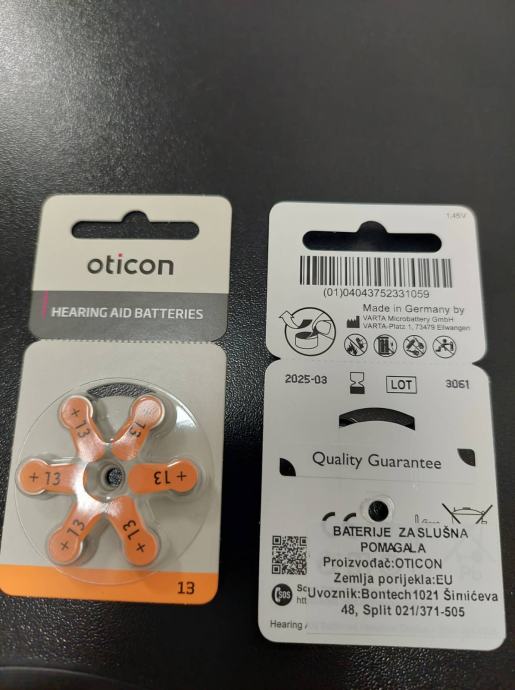 oticon
HEARING AID BATTERIES
+ 13
13
+ 13
13 +
+ 13
13 +
13
1,45V
(01)04043752331059
Made in Germany by
VARTA Microbattery GmbH
VARTA-Platz 1, 73479 Ellwangen
2025-03
LOT
3061
Quality Guarantee
BATERIJE ZA SLUŠNA
POMAGALA
Proizvođač:OTICON
Zemlja porijekla:EU
Uvoznik:Bontech1021 Šimićeva
48, Split 021/371-505
SOS
Hearing